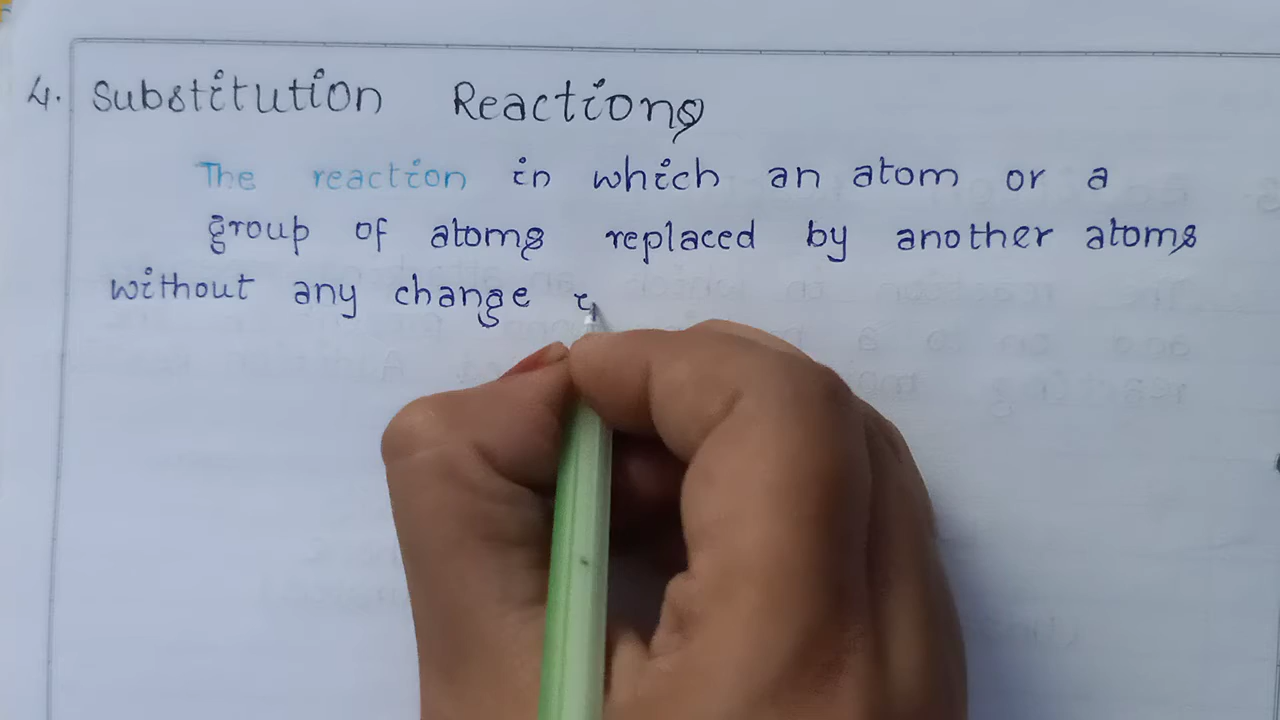 4. Substitution Reactions
The reaction in which an atom or a
group of atoms replaced by another atoms
without any change